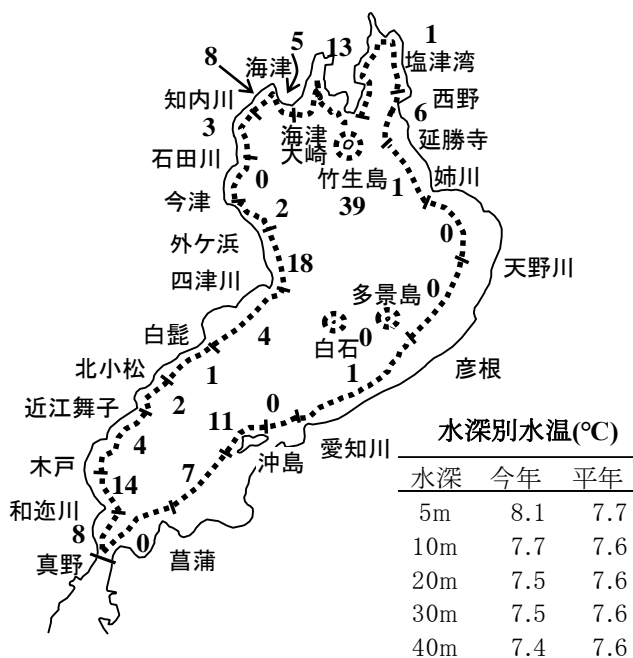 1
13
5
海津
8
塩津湾
知内川
西野
6
海津
大崎
3
延勝寺
石田川
竹生島
姉川
0
1
今津
39
2
0
外ケ浜
天野川
18
四津川
多景島
0
白髭
4
白石
0
彦根
北小松
1
1
近江舞子
2
11
0
愛知川
4
沖島
木戸
7
14
和迩川
8
0
菖蒲
真野
水深別水温(°C)
水深 今年 平年
5m 8.1 7.7
10m 7.7 7.6
20m 7.5 7.6
30m 7.5 7.6
40m 7.4 7.6